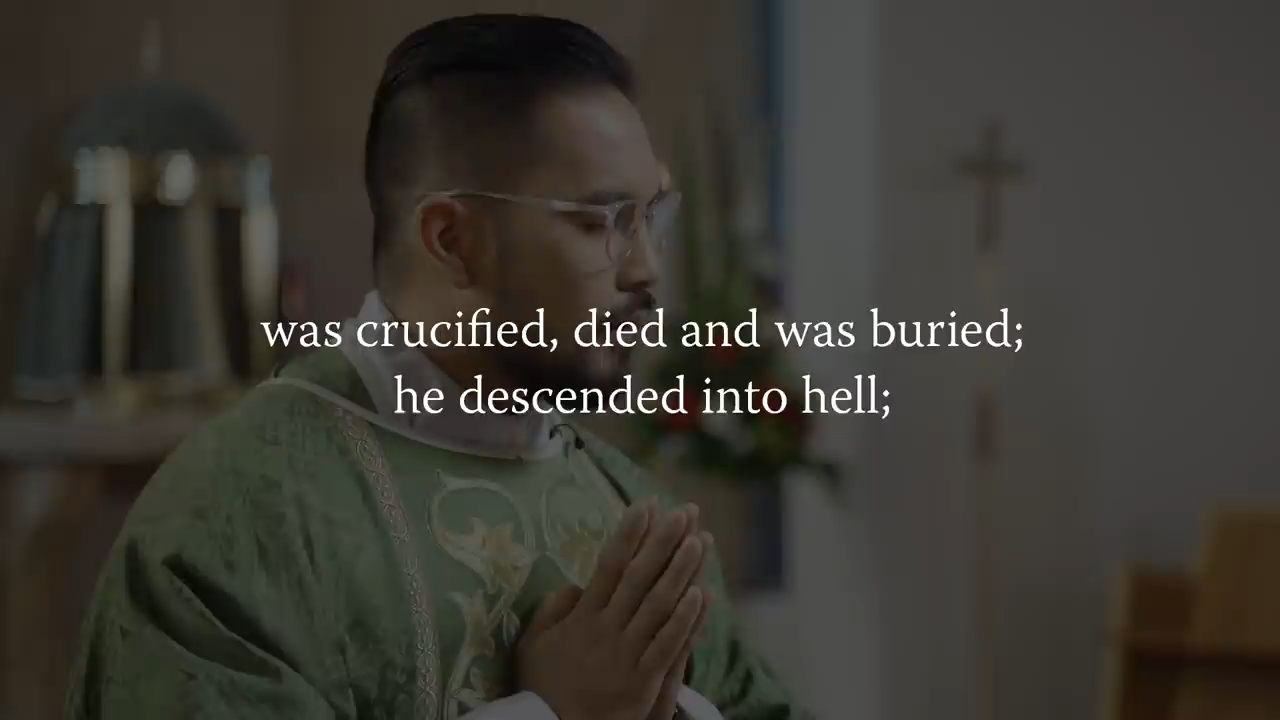 was crucified, died and was buried;
he descended into hell;